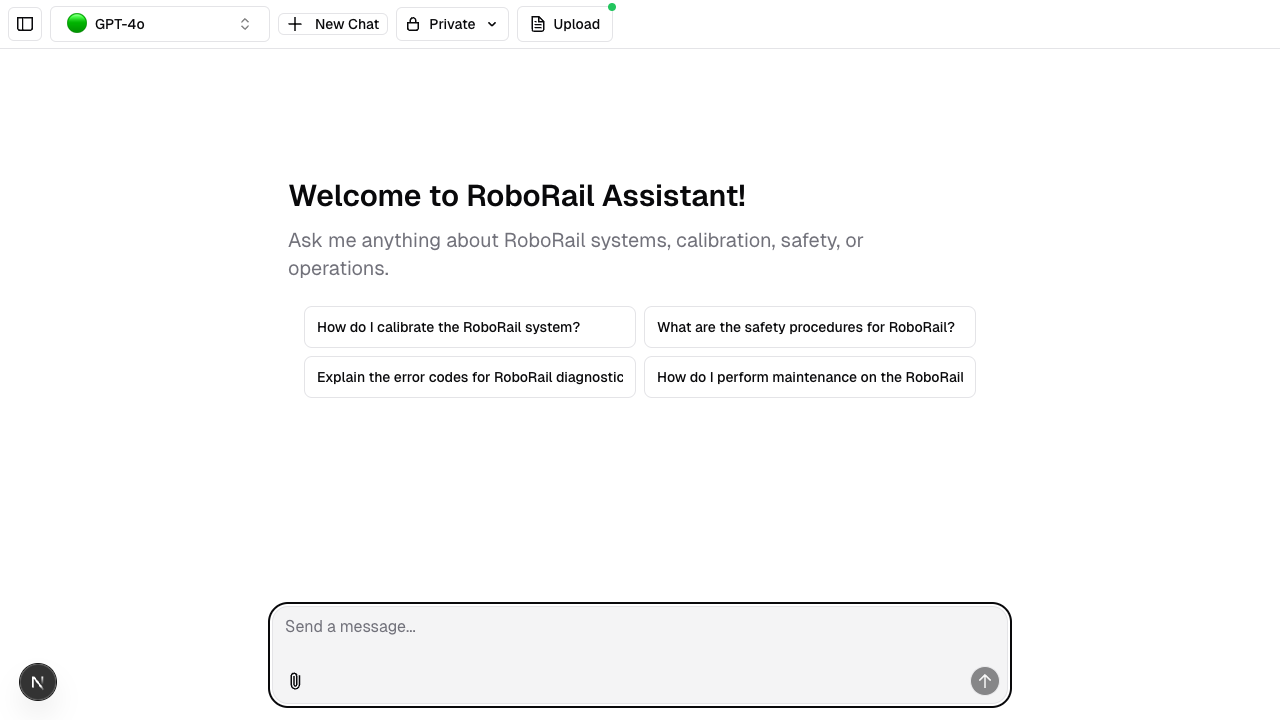 GPT-4o
New Chat
Private
Upload
Welcome to RoboRail Assistant!
Ask me anything about RoboRail systems, calibration, safety, or
operations.
How do I calibrate the RoboRail system?
What are the safety procedures for RoboRail?
Explain the error codes for RoboRail diagnostic
How do I perform maintenance on the RoboRail
Send a message...
N